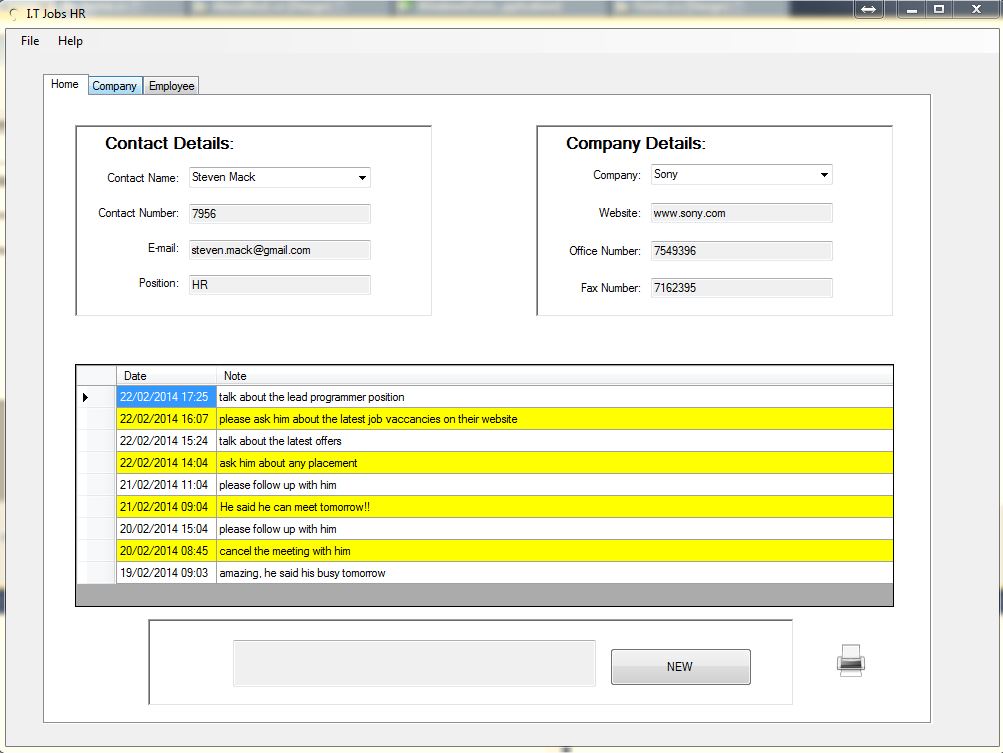 I.T Jobs HR
File Help
Home Company Employee
Contact Details:
Contact Name: Steven Mack
Contact Number: 7956
E-mail: steven.mack@gmail.com
Position: HR
Company Details:
Company: Sony
Website: www.sony.com
Office Number: 7549396
Fax Number: 7162395
Date Note
22/02/2014 17:25 talk about the lead programmer position
22/02/2014 16:07 please ask him about the latest job vaccancies on their website
22/02/2014 15:24 talk about the latest offers
22/02/2014 14:04 ask him about any placement
21/02/2014 11:04 please follow up with him
21/02/2014 09:04 He said he can meet tomorrow!!
20/02/2014 15:04 please follow up with him
20/02/2014 08:45 cancel the meeting with him
19/02/2014 09:03 amazing, he said his busy tomorrow
NEW